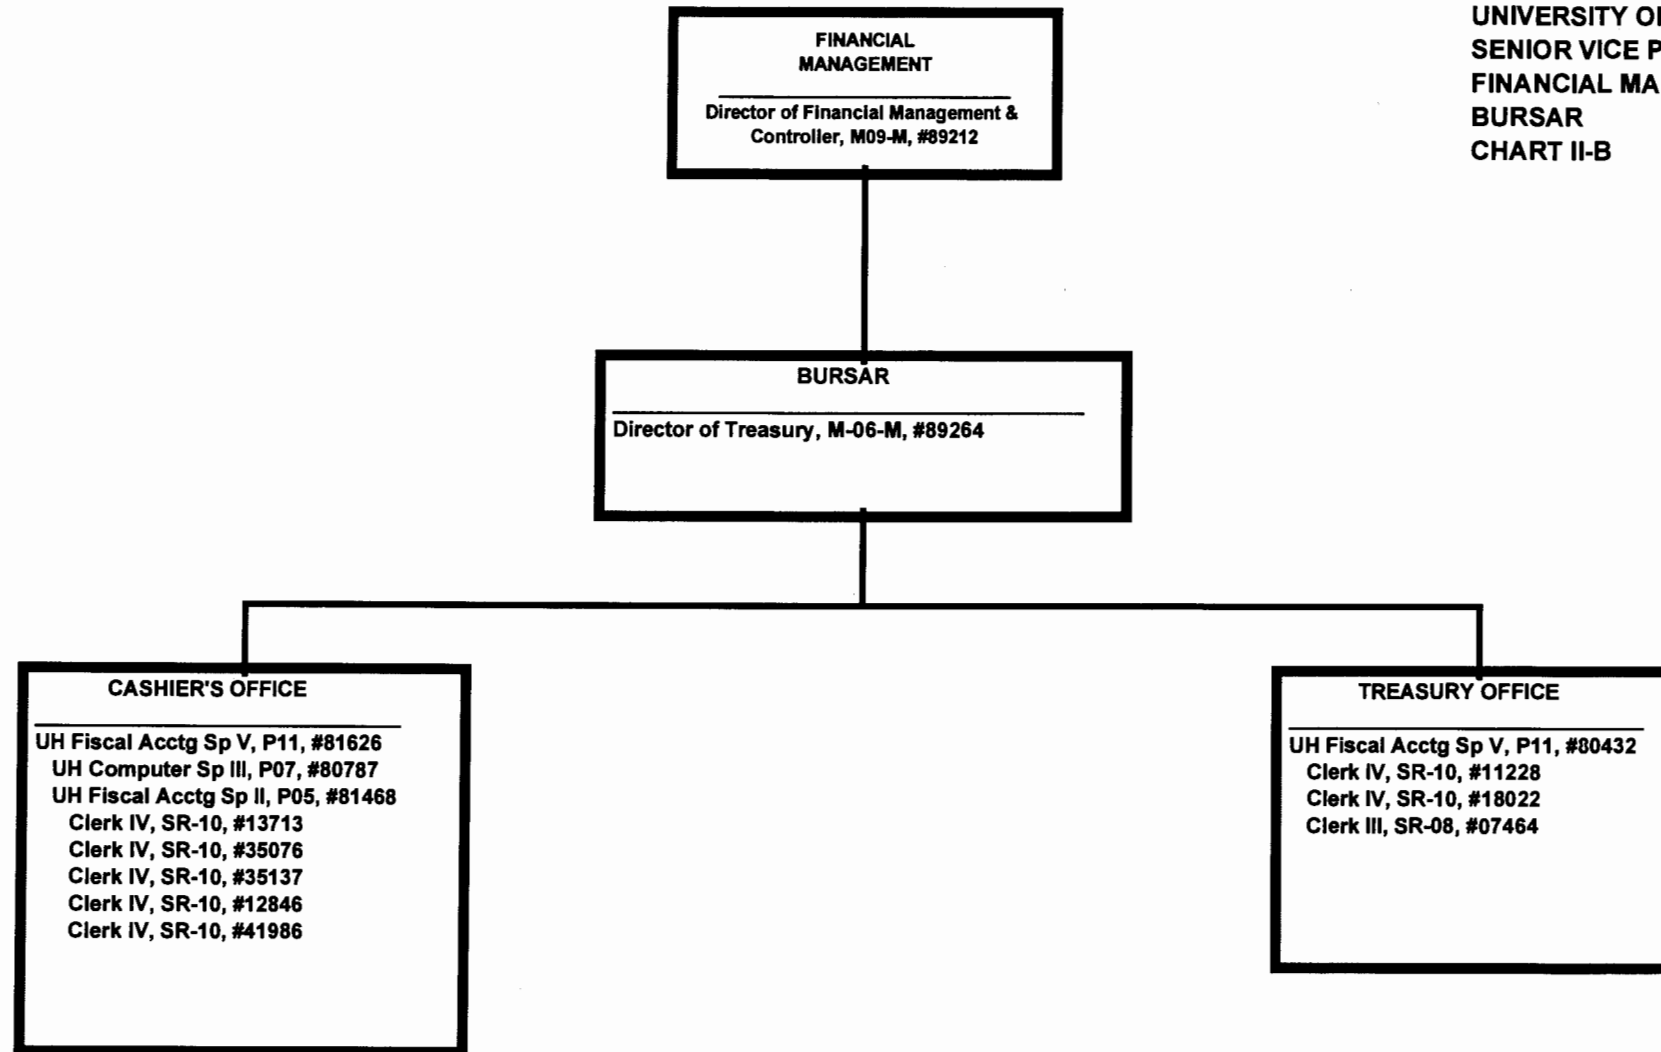 UNIVERSITY O
SENIOR VICE P
FINANCIAL MA
BURSAR
CHART II-B
FINANCIAL
MANAGEMENT
Director of Financial Management &
Controller, M09-M, #89212
BURSAR
Director of Treasury, M-06-M, #89264
CASHIER'S OFFICE
UH Fiscal Acctg Sp V, P11, #81626
UH Computer Sp III, P07, #80787
UH Fiscal Acctg Sp II, P05, #81468
Clerk IV, SR-10, #13713
Clerk IV, SR-10, #35076
Clerk IV, SR-10, #35137
Clerk IV, SR-10, #12846
Clerk IV, SR-10, #41986
TREASURY OFFICE
UH Fiscal Acctg Sp V, P11, #80432
Clerk IV, SR-10, #11228
Clerk IV, SR-10, #18022
Clerk III, SR-08, #07464